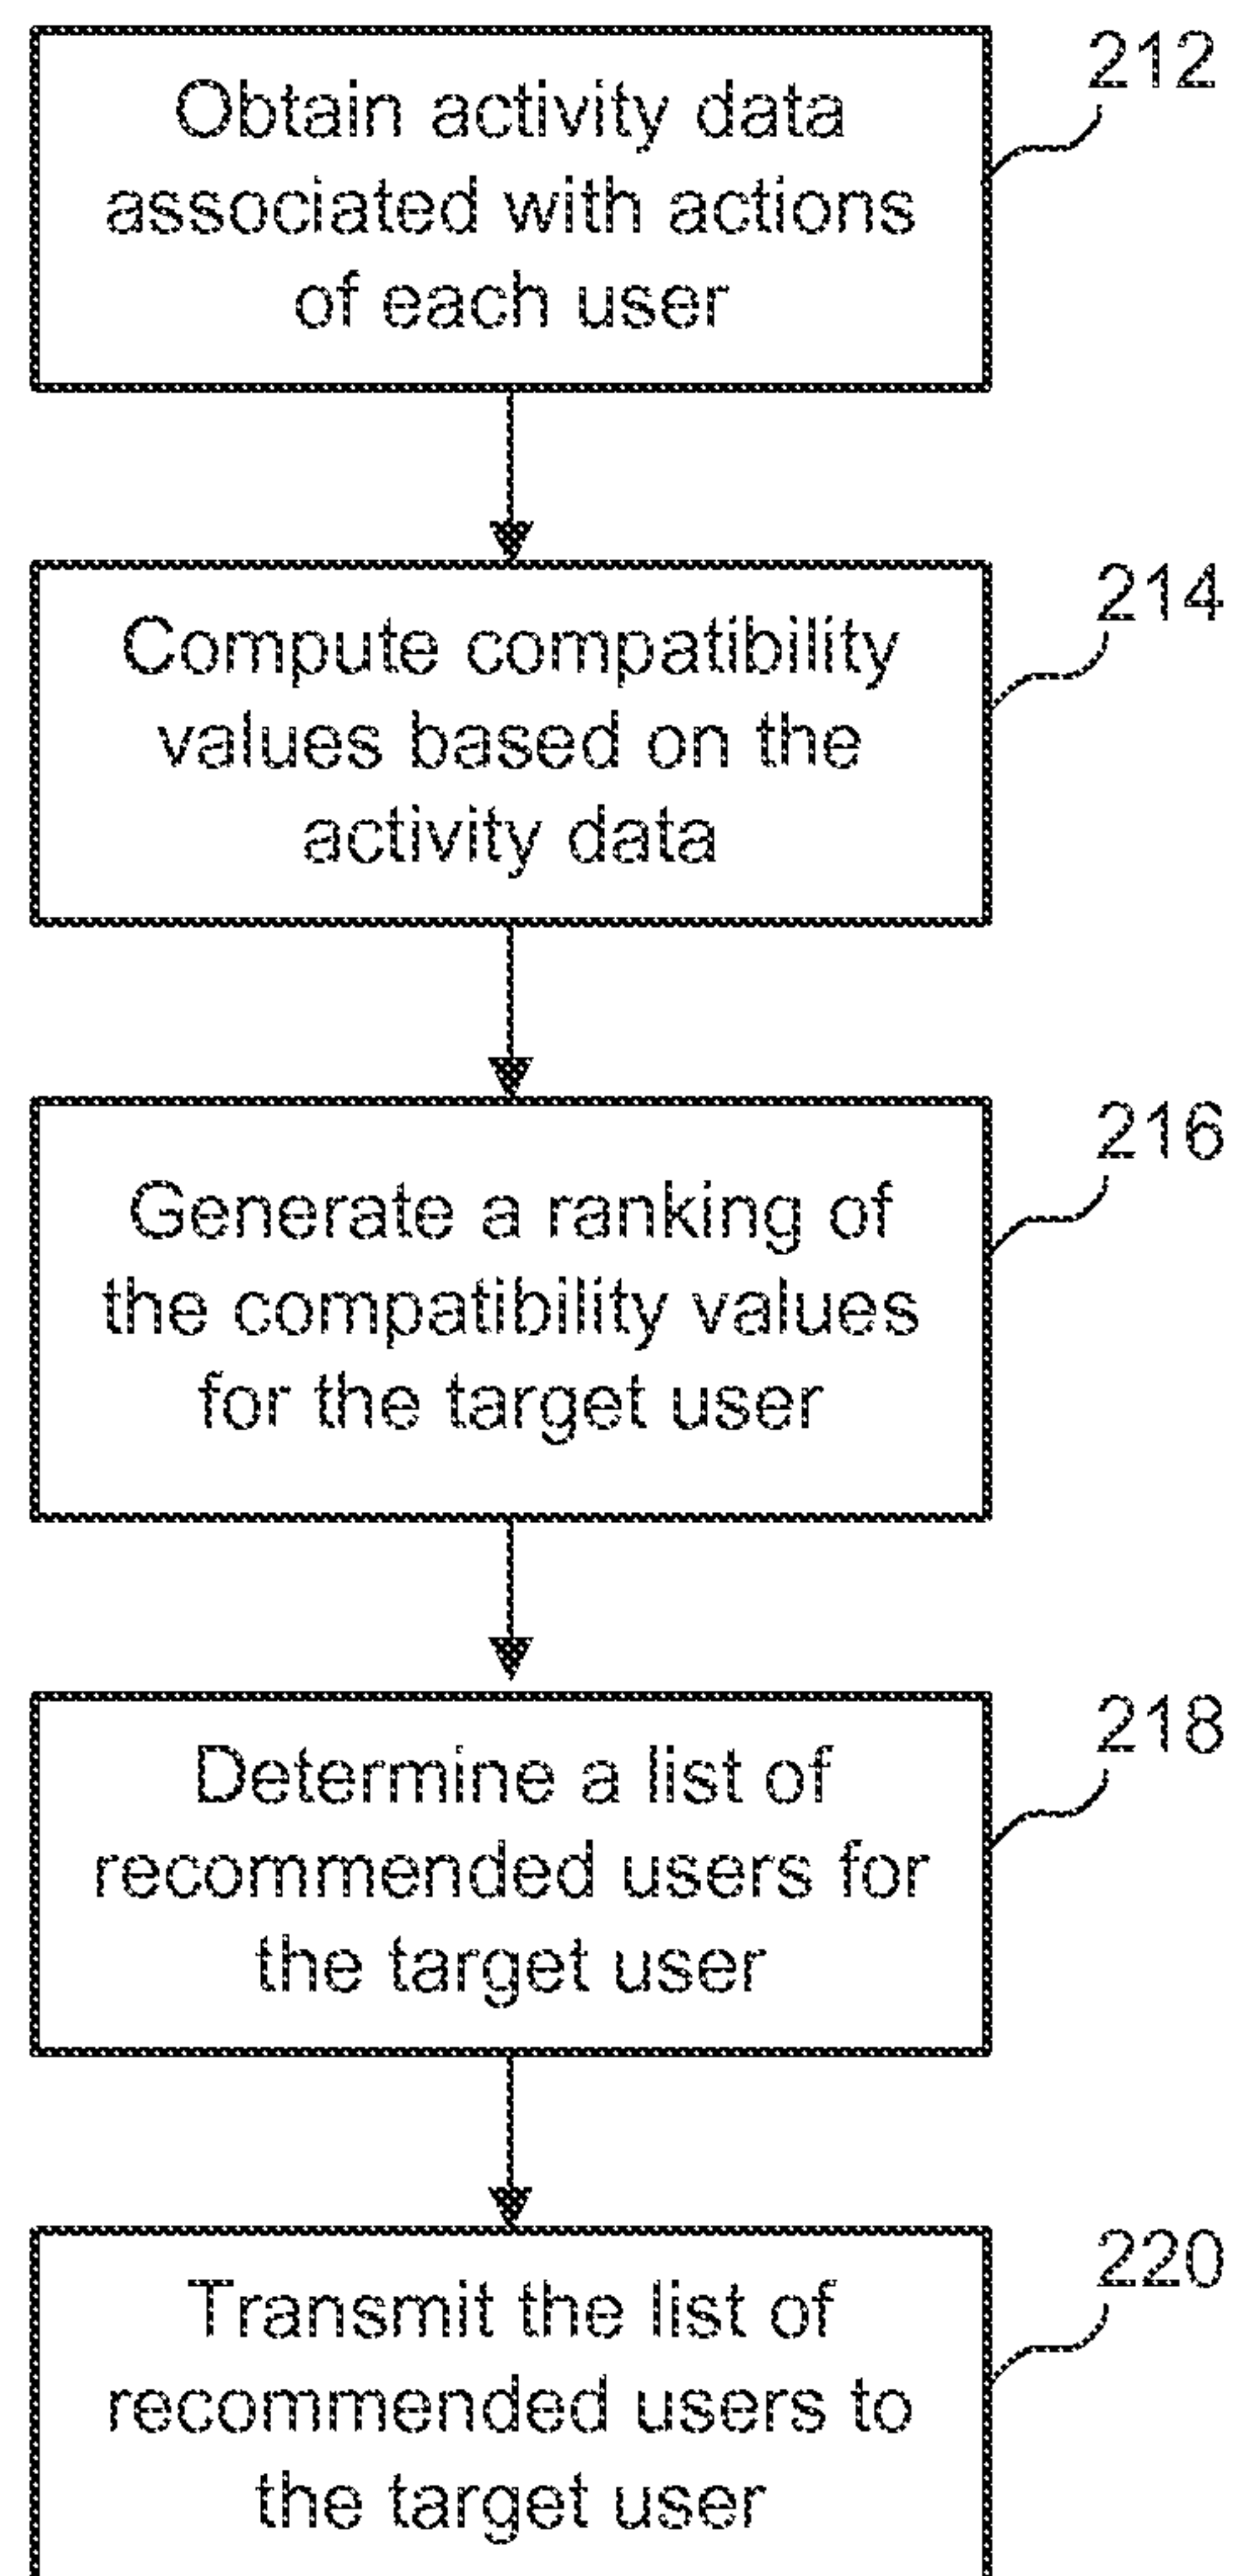 212
Obtain activity data
associated with actions
of each user
214
Compute compatibility
values based on the
activity data
216
Generate a ranking of
the compatibility values
for the target user
218
Determine a list of
recommended users for
the target user
220
Transmit the list of
recommended users to
the target user